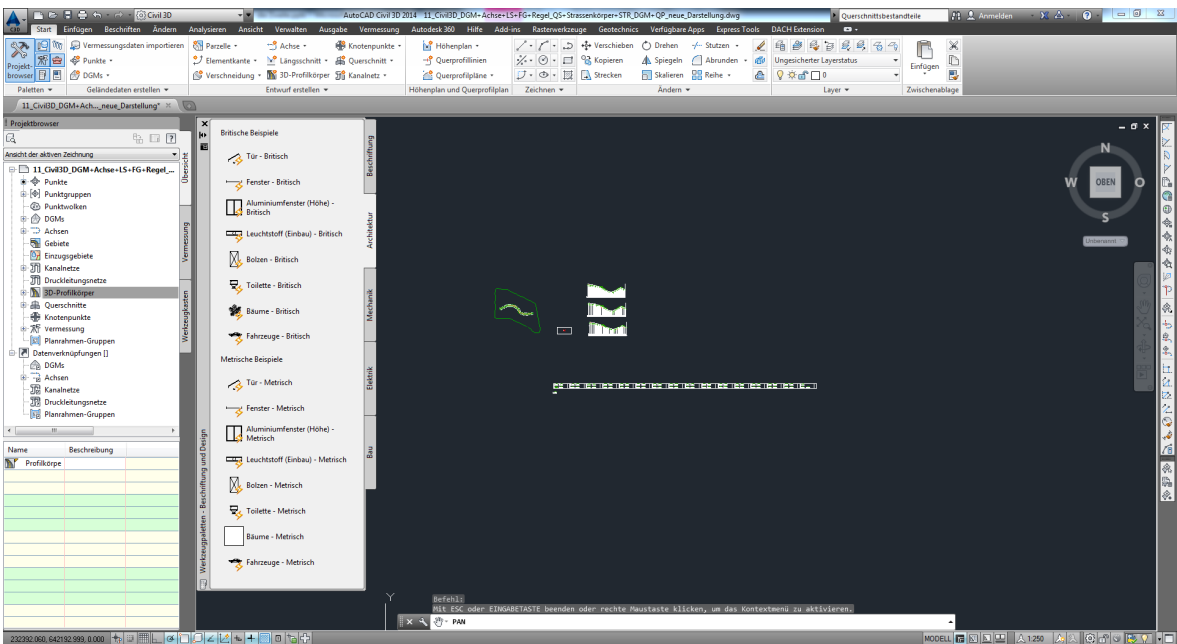 Civil 3D
AutoCAD Civil 3D 2014 11_Civil3D_DGM+Achse+LS+FG+Regel_QS+Strassenkörper+STR_DGM+QP_neue_Darstellung.dwg
Querschnittsbestandteile
Anmelden
Start Einfügen Beschriften Ändern Analysieren Ansicht Verwalten Ausgabe Vermessung Autodesk 360 Hilfe Add-ins Rasterwerkzeuge Geotechnics Verfügbare Apps Express Tools DACH Extension
Projekt-
browser
Vermessungsdaten importieren
Punkte
DGMs
Parzelle
Elementkante
Verschneidung
Achse
Längsschnitt
3D-Profilkörper
Knotenpunkte
Querschnitt
Kanalnetz
Höhenplan
Querprofillinien
Querprofilpläne
Verschieben
Kopieren
Strecken
Drehen
Spiegeln
Skalieren
Stutzen
Abrunden
Reihe
Ungesicherter Layerstatus
0
Einfügen
Paletten
Geländedaten erstellen
Entwurf erstellen
Höhenplan und Querprofilplan
Zeichnen
Ändern
Layer
Zwischenablage
11_Civil3D_DGM+Ach..._neue_Darstellung*
Projektbrowser
Ansicht der aktiven Zeichnung
11_Civil3D_DGM+Achse+LS+FG+Regel_...
Punkte
Punktgruppen
Punktwolken
DGMs
Achsen
Gebiete
Einzugsgebiete
Kanalnetze
Druckleitungsnetze
3D-Profilkörper
Querschnitte
Knotenpunkte
vermessung
Planrahmen-Gruppen
Datenverknüpfungen []
DGMs
Achsen
Kanalnetze
Druckleitungsnetze
Planrahmen-Gruppen
Übersicht
Vermessung
Werkzeugkasten
Name Beschreibung
Profilkörpe
Britische Beispiele
Tür - Britisch
Fenster - Britisch
Aluminiumfenster (Höhe) -
Britisch
Leuchtstoff (Einbau) - Britisch
Bolzen - Britisch
Toilette - Britisch
Bäume - Britisch
Fahrzeuge - Britisch
Metrische Beispiele
Tür - Metrisch
Fenster - Metrisch
Aluminiumfenster (Höhe) -
Metrisch
Leuchtstoff (Einbau) - Metrisch
Bolzen - Metrisch
Toilette - Metrisch
Bäume - Metrisch
Fahrzeuge - Metrisch
Beschriftung
Architektur
Mechanik
Elektrik
Bau
Werkzeugpaletten - Beschriftung und Design
N
W OBEN O
S
Unbenannt
Y
Befehl:
Mit ESC oder EINGABETASTE beenden oder rechte Maustaste klicken, um das Kontextmenü zu aktivieren.
PAN
232392.060, 642192.999, 0.000
MODELL
1:250